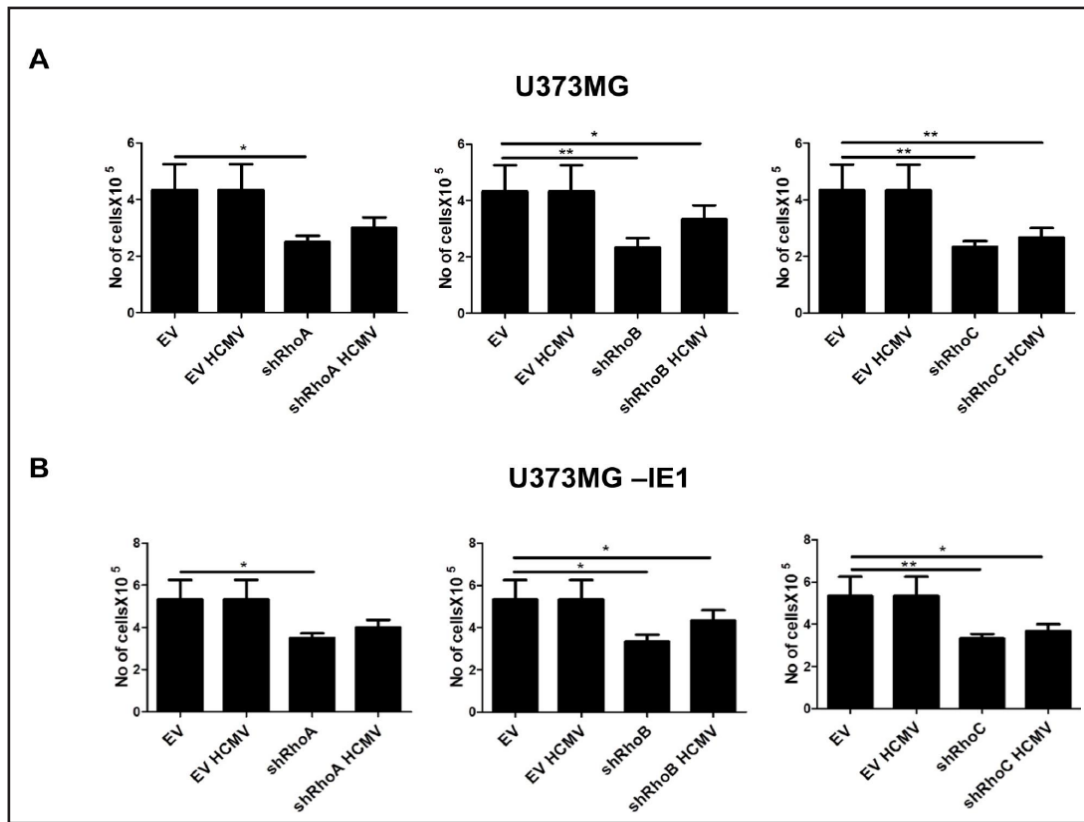 A
U373MG
No of cellsX10 5
6
4
2
0
*
EV
EV HCMV
shRhoA
shRhoA HCMV
No of cellsX10 5
6
4
2
0
*
**
EV
EV HCMV
shRhoB
shRhoB HCMV
No of cellsX10 5
6
4
2
0
**
**
EV
EV HCMV
shRhoC
shRhoC HCMV
B
U373MG –IE1
No of cellsX10 5
8
6
4
2
0
*
EV
EV HCMV
shRhoA
shRhoA HCMV
No of cellsX10 5
8
6
4
2
0
*
*
EV
EV HCMV
shRhoB
shRhoB HCMV
No of cellsX10 5
8
6
4
2
0
*
**
EV
EV HCMV
shRhoC
shRhoC HCMV